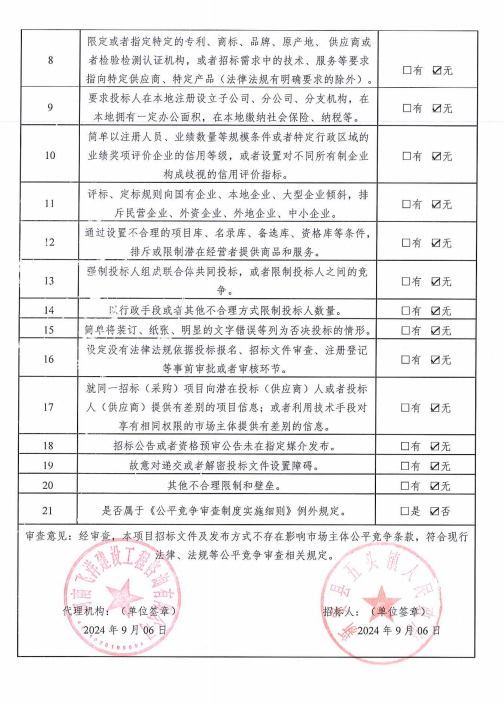 8
限定或者指定特定的专利、商标、品牌、原产地、供应商或
者检验检测认证机构，或者招标需求中的技术、服务等要求
指向特定供应商、特定产品（法律法规有明确要求的除外）。
□有 ☑无
9
要求投标人在本地注册设立子公司、分公司、分支机构，在
本地拥有一定办公面积，在本地缴纳社会保险、纳税等。
□有 ☑无
10
简单以注册人员、业绩数量等规模条件或者特定行政区域的
业绩奖项评价企业的信用等级，或者设置对不同所有制企业
构成歧视的信用评价指标。
□有 ☑无
11
评标、定标规则向国有企业、本地企业、大型企业倾斜，排
斥民营企业、外资企业、外地企业、中小企业。
□有 ☑无
12
通过设置不合理的项目库、名录库、备选库、资格库等条件，
排斥或限制潜在经营者提供商品和服务。
□有 ☑无
13
强制投标人组成联合体共同投标，或者限制投标人之间的竞
争。
□有 ☑无
14
以行政手段或者其他不合理方式限制投标人数量。
□有 ☑无
15
简单将装订、纸张、明显的文字错误等列为否决投标的情形。
□有 ☑无
16
设定没有法律法规依据投标报名、招标文件审查、注册登记
等事前审批或者审核环节。
□有 ☑无
17
就同一招标（采购）项目向潜在投标（供应商）人或者投标
人（供应商）提供有差别的项目信息；或者利用技术手段对
享有相同权限的市场主体提供有差别的信息。
□有 ☑无
18
招标公告或者资格预审公告未在指定媒介发布。
□有 ☑无
19
故意对递交或者解密投标文件设置障碍。
□有 ☑无
20
其他不合理限制和壁垒。
□有 ☑无
21
是否属于《公平竞争审查制度实施细则》例外规定。
□是 ☑否
审查意见：经审查，本项目招标文件及发布方式不存在影响市场主体公平竞争条款，符合现行
法律、法规等公平竞争审查相关规定。
代理机构：（单位签章）
招标人：（单位签章）
2024 年 9 月 06 日
2024 年 9 月 06 日